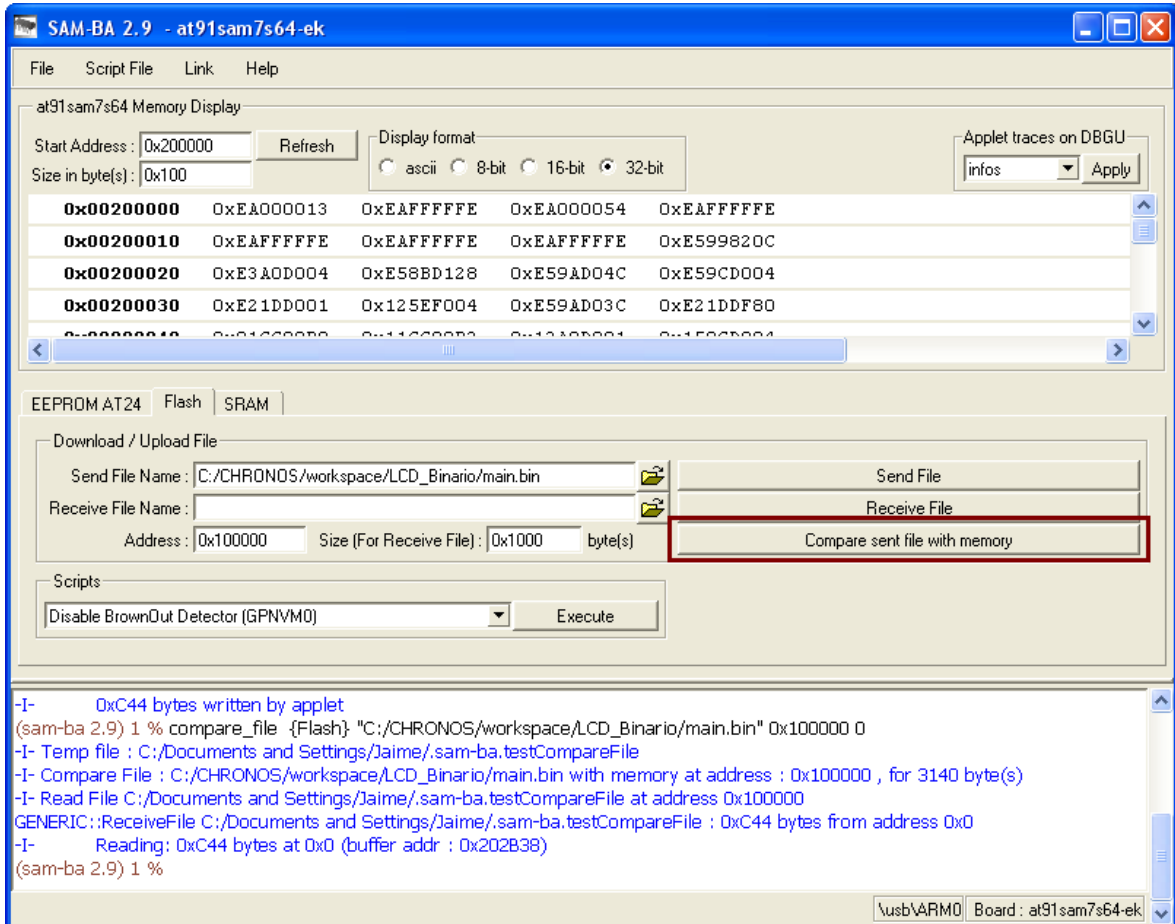 SAM-BA 2.9 - at91sam7s64-ek
File Script File Link Help
at91sam7s64 Memory Display
Start Address : 0x200000 Refresh
Size in byte(s) : 0x100
Display format
ascii 8-bit 16-bit 32-bit
Applet traces on DBGU
infos Apply
0x00200000 0xEA000013 0xEAFFFFFE 0xEA000054 0xEAFFFFFE
0x00200010 0xEAFFFFFE 0xEAFFFFFE 0xEAFFFFFE 0xE599820C
0x00200020 0xE3A0D004 0xE58BD128 0xE59AD04C 0xE59CD004
0x00200030 0xE21DD001 0x125EF004 0xE59AD03C 0xE21DDF80
EEPROM AT24 Flash SRAM
Download / Upload File
Send File Name : C:/CHRONOS/workspace/LCD_Binario/main.bin Send File
Receive File Name : Receive File
Address : 0x100000 Size (For Receive File) : 0x1000 byte(s) Compare sent file with memory
Scripts
Disable BrownOut Detector (GPNVM0) Execute
-I- 0xC44 bytes written by applet
(sam-ba 2.9) 1 % compare_file {Flash} "C:/CHRONOS/workspace/LCD_Binario/main.bin" 0x100000 0
-I- Temp file : C:/Documents and Settings/Jaime/.sam-ba.testCompareFile
-I- Compare File : C:/CHRONOS/workspace/LCD_Binario/main.bin with memory at address : 0x100000 , for 3140 byte(s)
-I- Read File C:/Documents and Settings/Jaime/.sam-ba.testCompareFile at address 0x100000
GENERIC::ReceiveFile C:/Documents and Settings/Jaime/.sam-ba.testCompareFile : 0xC44 bytes from address 0x0
-I- Reading: 0xC44 bytes at 0x0 (buffer addr : 0x202B38)
(sam-ba 2.9) 1 %
\usb\ARM0 Board : at91sam7s64-ek